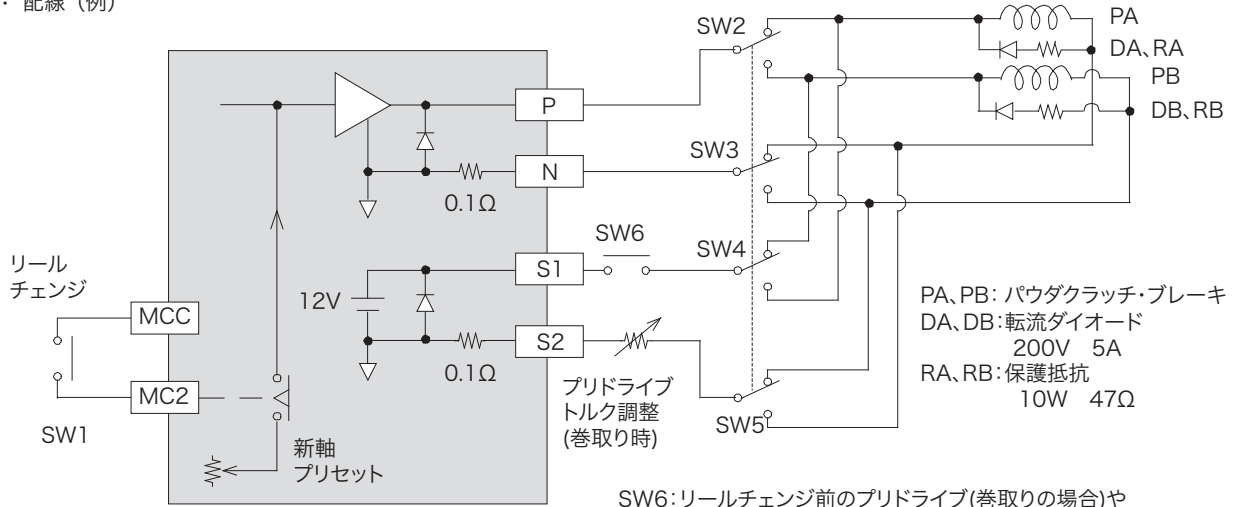 ・配線（例）
SW2
PA
DA、RA
PB
DB、RB
P
SW3
N
0.1Ω
SW6
SW4
S1
リール
チェンジ
12V
MCC
S2
PA、PB：パウダクラッチ・ブレーキ
DA、DB：転流ダイオード
200V 5A
RA、RB：保護抵抗
10W 47Ω
0.1Ω
プリドライブ
トルク調整
(巻取り時)
MC2
SW5
SW1
新軸
プリセット
SW6：リールチェンジ前のプリドライブ(巻取りの場合)や